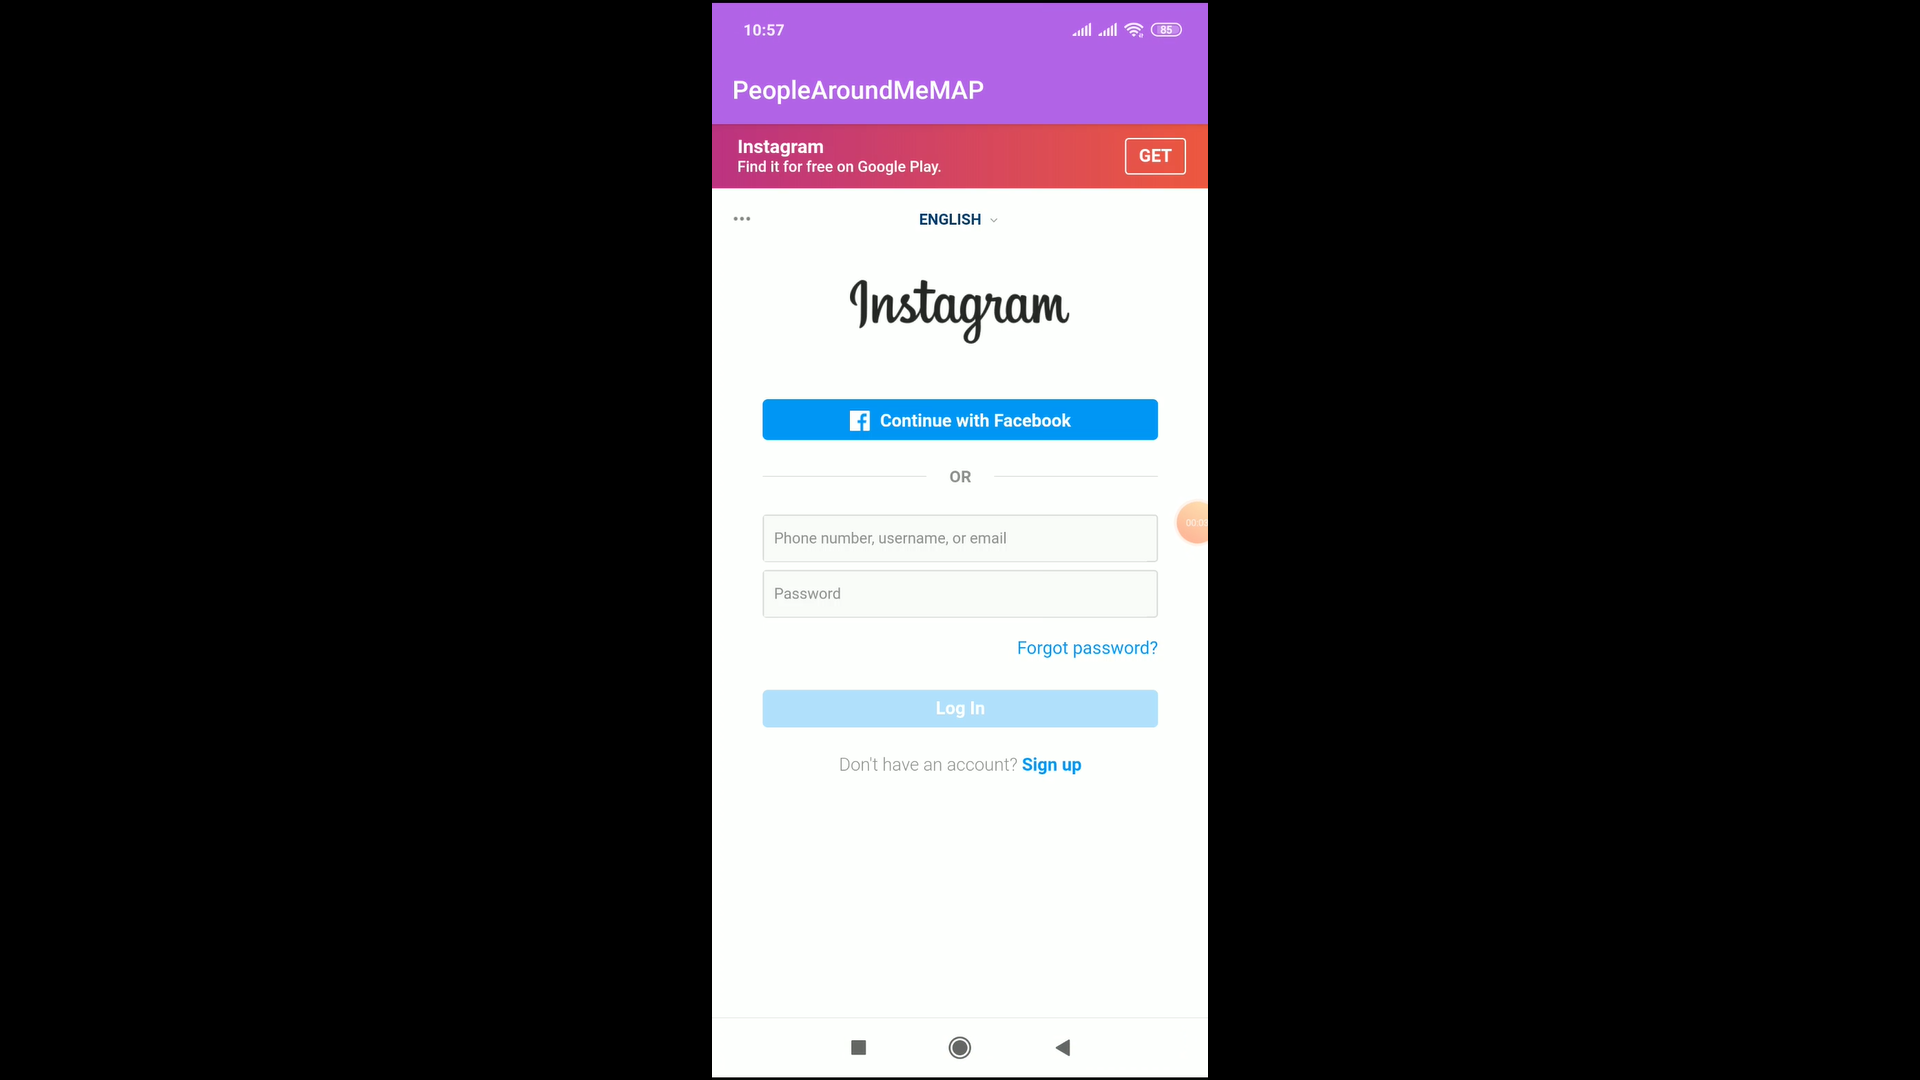 10:57
85
PeopleAroundMeMAP
Instagram
Find it for free on Google Play.
GET
ENGLISH
Instagram
Continue with Facebook
OR
Phone number, username, or email
Password
Forgot password?
Log In
Don't have an account? Sign up